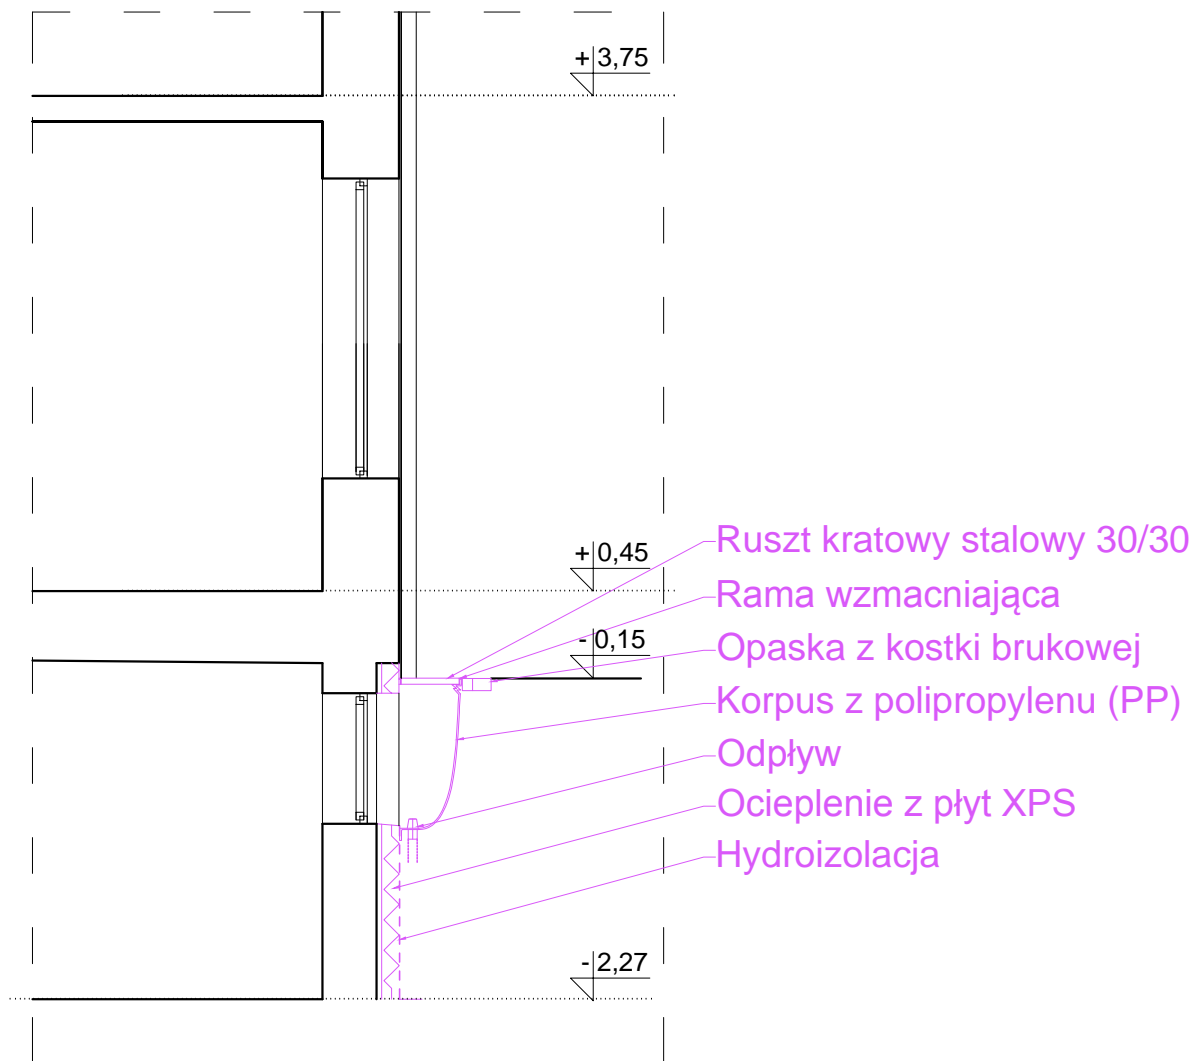 + 3,75
+ 0,45
- 0,15
- 2,27
Ruszt kratowy stalowy 30/30
Rama wzmacniająca
Opaska z kostki brukowej
Korpus z polipropylenu (PP)
Odpływ
Ocieplenie z płyt XPS
Hydroizolacja